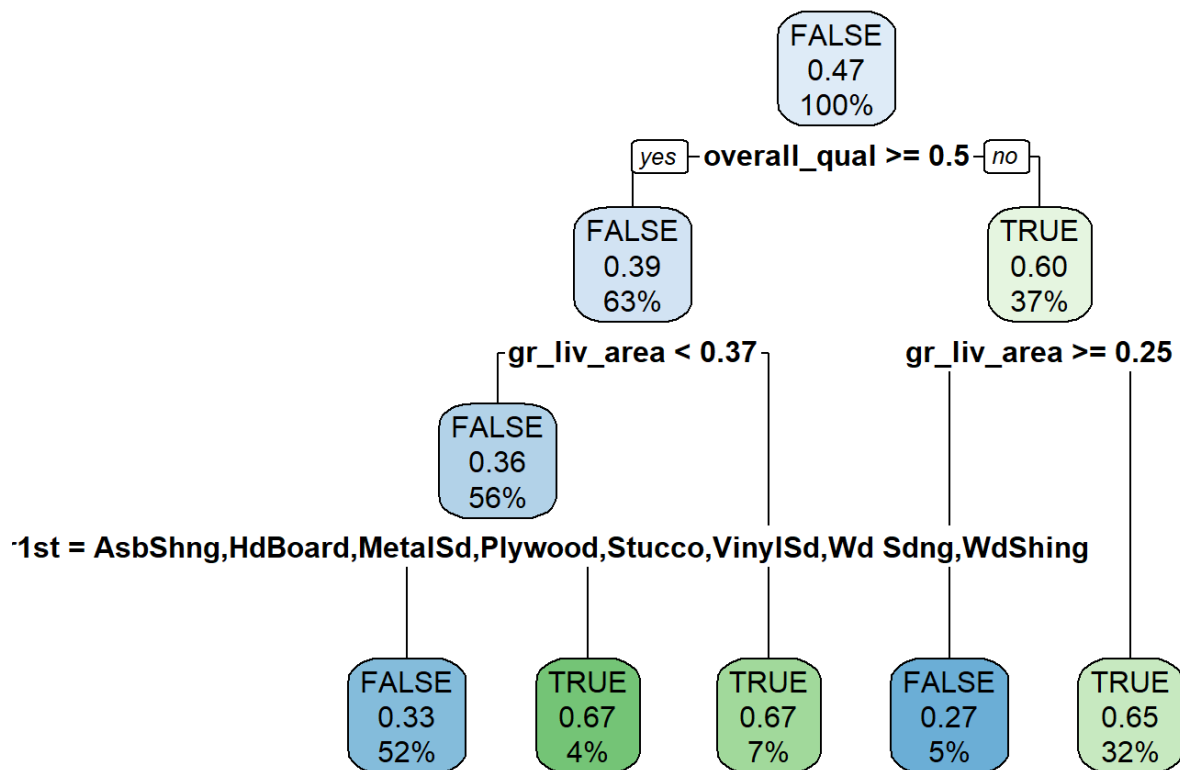 FALSE
0.47
100%
yes overall_qual >= 0.5 no
FALSE
0.39
63%
TRUE
0.60
37%
gr_liv_area < 0.37
gr_liv_area >= 0.25
FALSE
0.36
56%
1st = AsbShng,HdBoard,MetalSd,Plywood,Stucco,VinylSd,Wd Sdng,WdShing
FALSE
0.33
52%
TRUE
0.67
4%
TRUE
0.67
7%
FALSE
0.27
5%
TRUE
0.65
32%